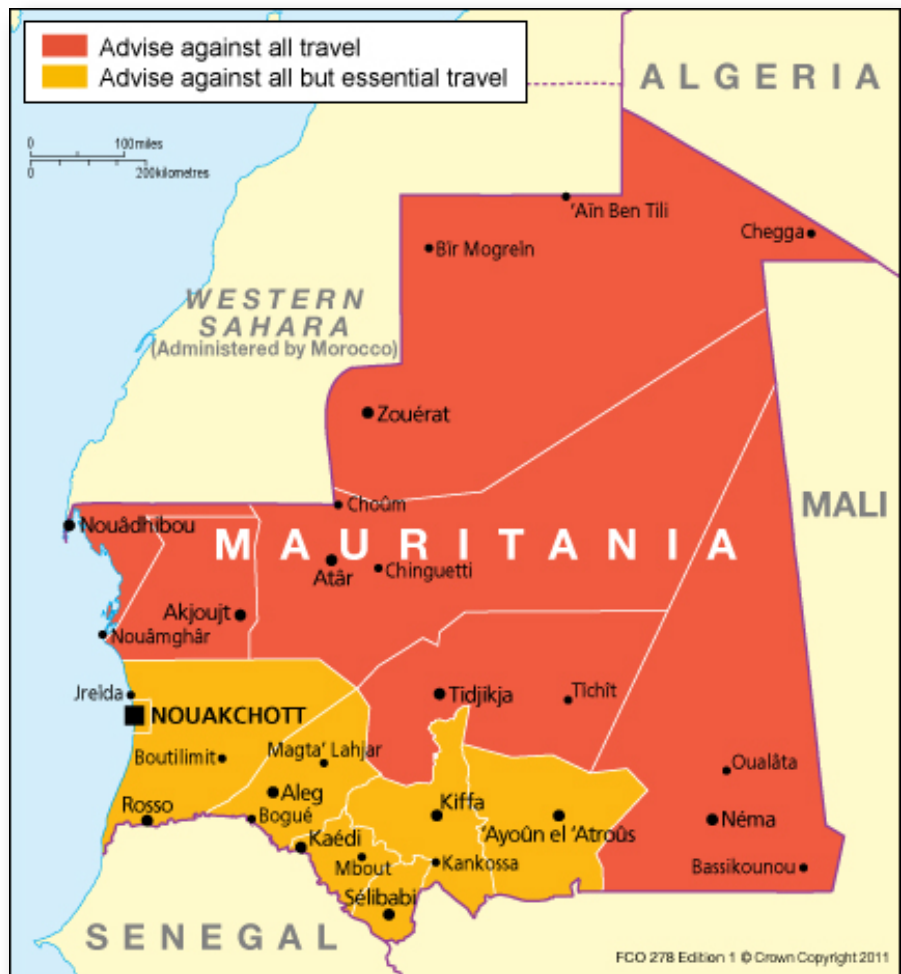 Advise against all travel
Advise against all but essential travel
ALGERIA
0 100miles
0 200kilometres
'Aïn Ben Tili
Chegga
Bîr Mogreïn
WESTERN
SAHARA
(Administered by Morocco)
Zouérat
Choûm
MALI
Nouâdhibou
MAURITANIA
Atâr
Chinguetti
Akjoujt
Nouâmghâr
Jreïda
Tidjikja
Tîchît
NOUAKCHOTT
Boutilimit
Magta' Lahjar
Oualâta
Aleg
Rosso
Bogué
Kiffa
'Ayoûn el 'Atroûs
Néma
Kaédi
Mbout
Kankossa
Bassikounou
Sélibabi
SENEGAL
FCO 278 Edition 1 © Crown Copyright 2011